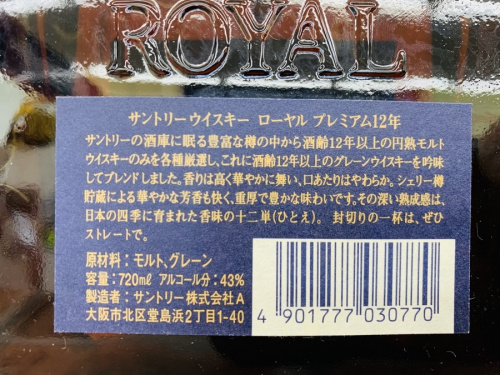 ROYAL
サントリーウイスキー ローヤル プレミアム12年
サントリーの酒庫に眠る豊富な樽の中から酒齢12年以上の円熟モルト
ウイスキーのみを各種厳選し、これに酒齢12年以上のグレーンウイスキーを吟味
してブレンドしました。香りは高く華やかに舞い、口あたりはやわらか。シェリー樽
貯蔵による華やかな芳香も快く、重厚で豊かな味わいです。その深い熟成感は、
日本の四季に育まれた香味の十二単(ひとえ)。 封切りの一杯は、ぜひ
ストレートで。
原材料:モルト、グレーン
容量:720mℓ アルコール分:43%
製造者:サントリー株式会社A
大阪市北区堂島浜2丁目1-40
4 901777 030770